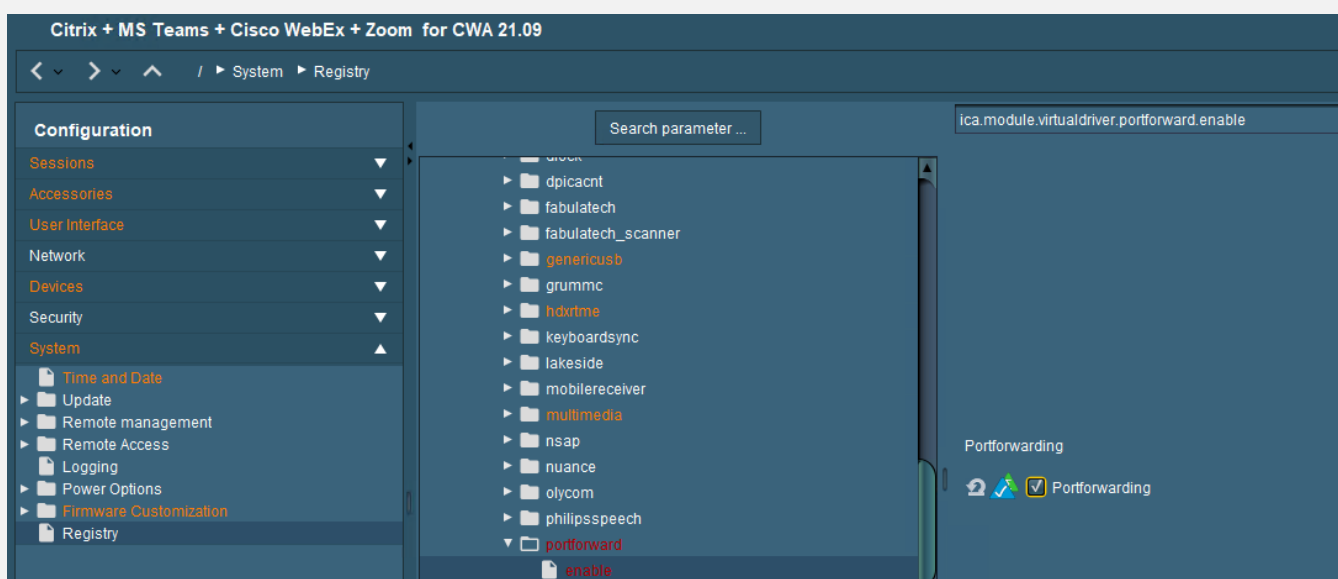 Citrix + MS Teams + Cisco WebEx + Zoom for CWA 21.09
/ System Registry
Configuration
Sessions
Accessories
User Interface
Network
Devices
Security
System
Time and Date
Update
Remote management
Remote Access
Logging
Power Options
Firmware Customization
Registry
Search parameter ...
dpicacnt
fabulatech
fabulatech_scanner
genericusb
grummc
hdxrtme
keyboardsync
lakeside
mobilereceiver
multimedia
nsap
nuance
olycom
philipsspeech
portforward
enable
ica.module.virtualdriver.portforward.enable
Portforwarding
Portforwarding